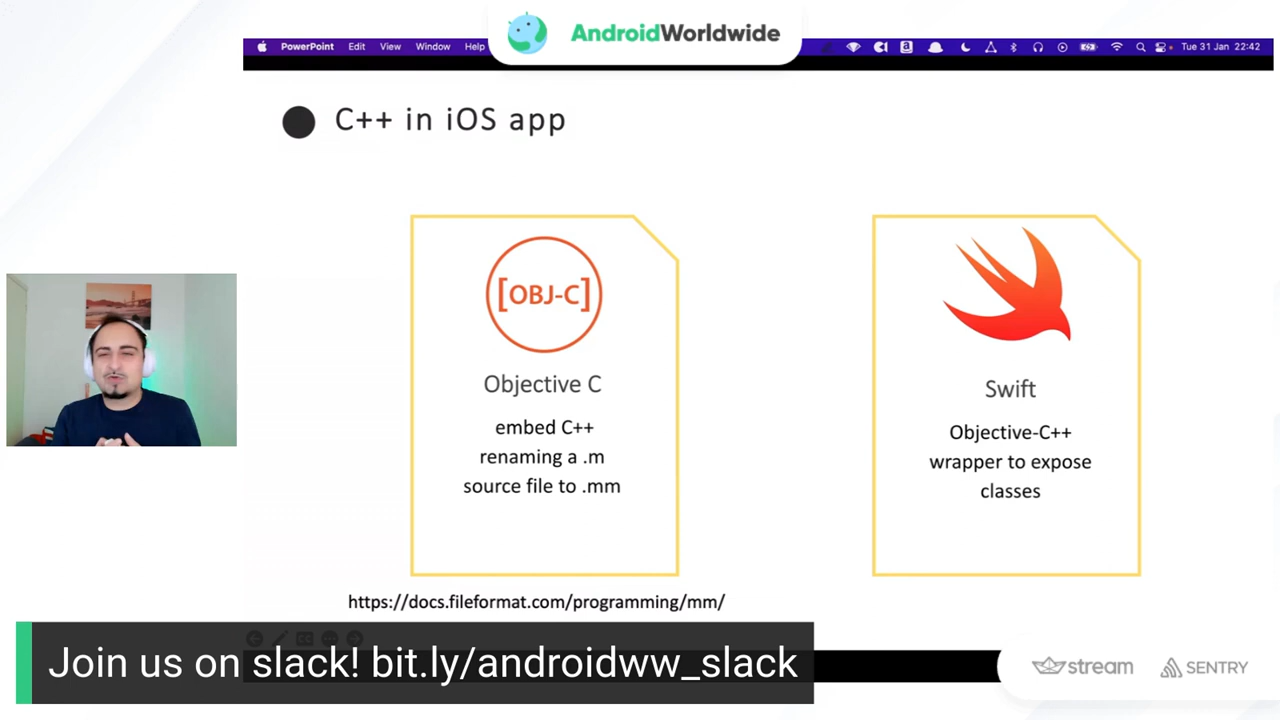 AndroidWorldwide
PowerPoint Edit View Window Help
Tue 31 Jan 22:42
C++ in iOS app
[OBJ-C]
Objective C
embed C++
renaming a .m
source file to .mm
Swift
Objective-C++
wrapper to expose
classes
https://docs.fileformat.com/programming/mm/
Join us on slack! bit.ly/androidww_slack
stream
SENTRY